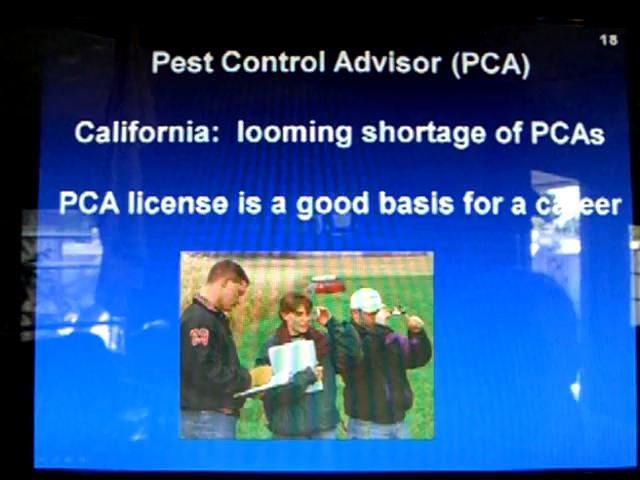 18
Pest Control Advisor (PCA)
California: looming shortage of PCAs
PCA license is a good basis for a career